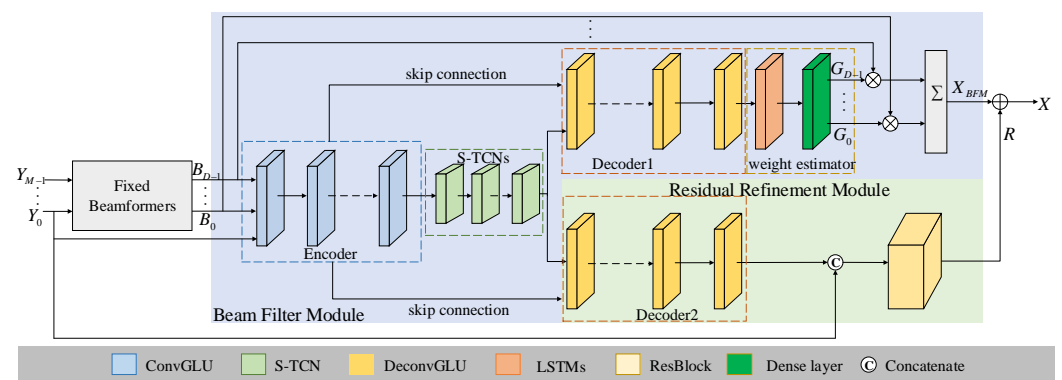 skip connection
Y_{M-1}
⋮
Y_0
Fixed
Beamformers
B_{D-1}
⋮
B_0
Encoder
S-TCNs
Decoder1
weight estimator
G_{D-1}
⋮
G_0
Σ
X_{BFM}
X
R
Residual Refinement Module
Decoder2
C
skip connection
Beam Filter Module
ConvGLU
S-TCN
DeconvGLU
LSTMs
ResBlock
Dense layer
C Concatenate